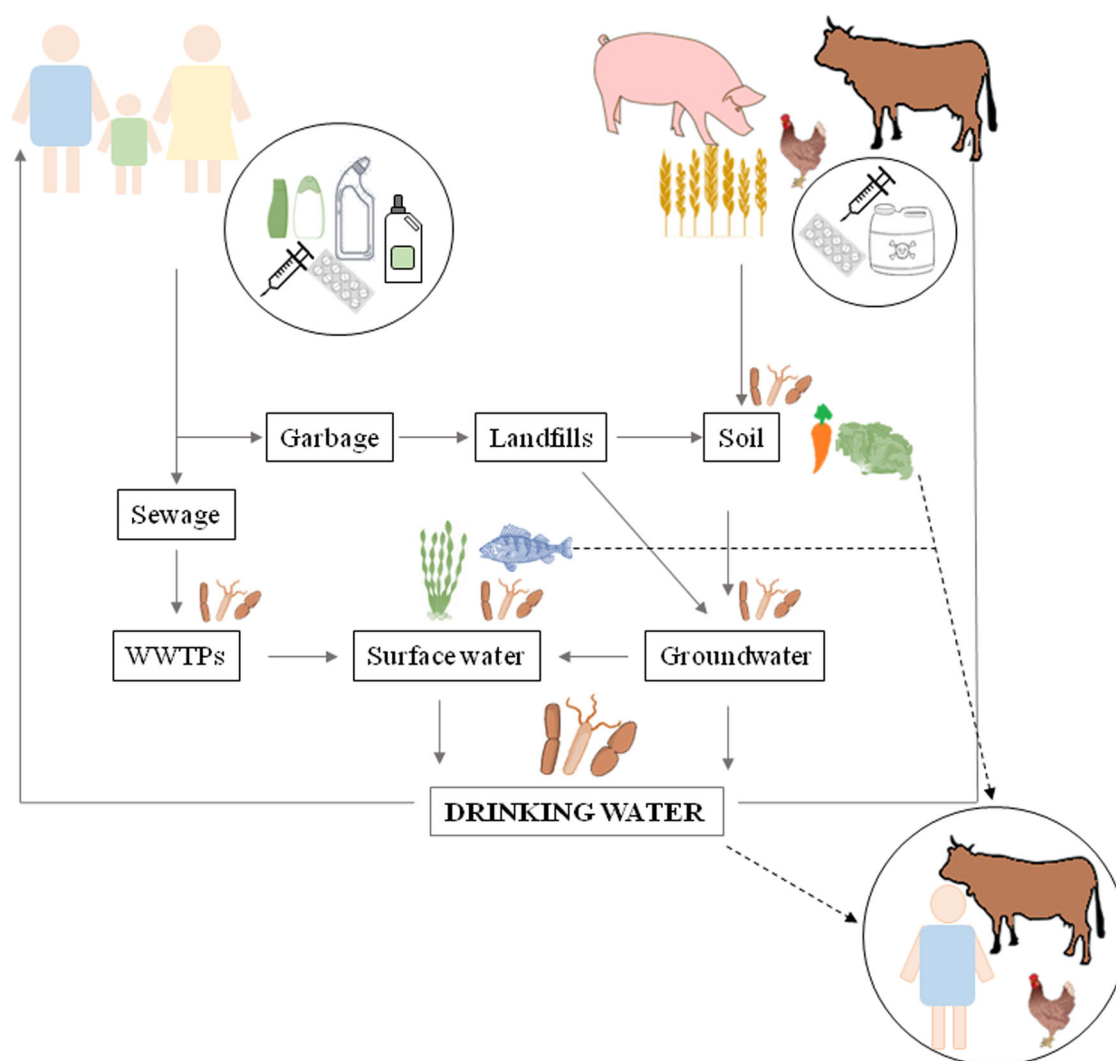 Garbage
Landfills
Soil
Sewage
WWTPs
Surface water
Groundwater
DRINKING WATER